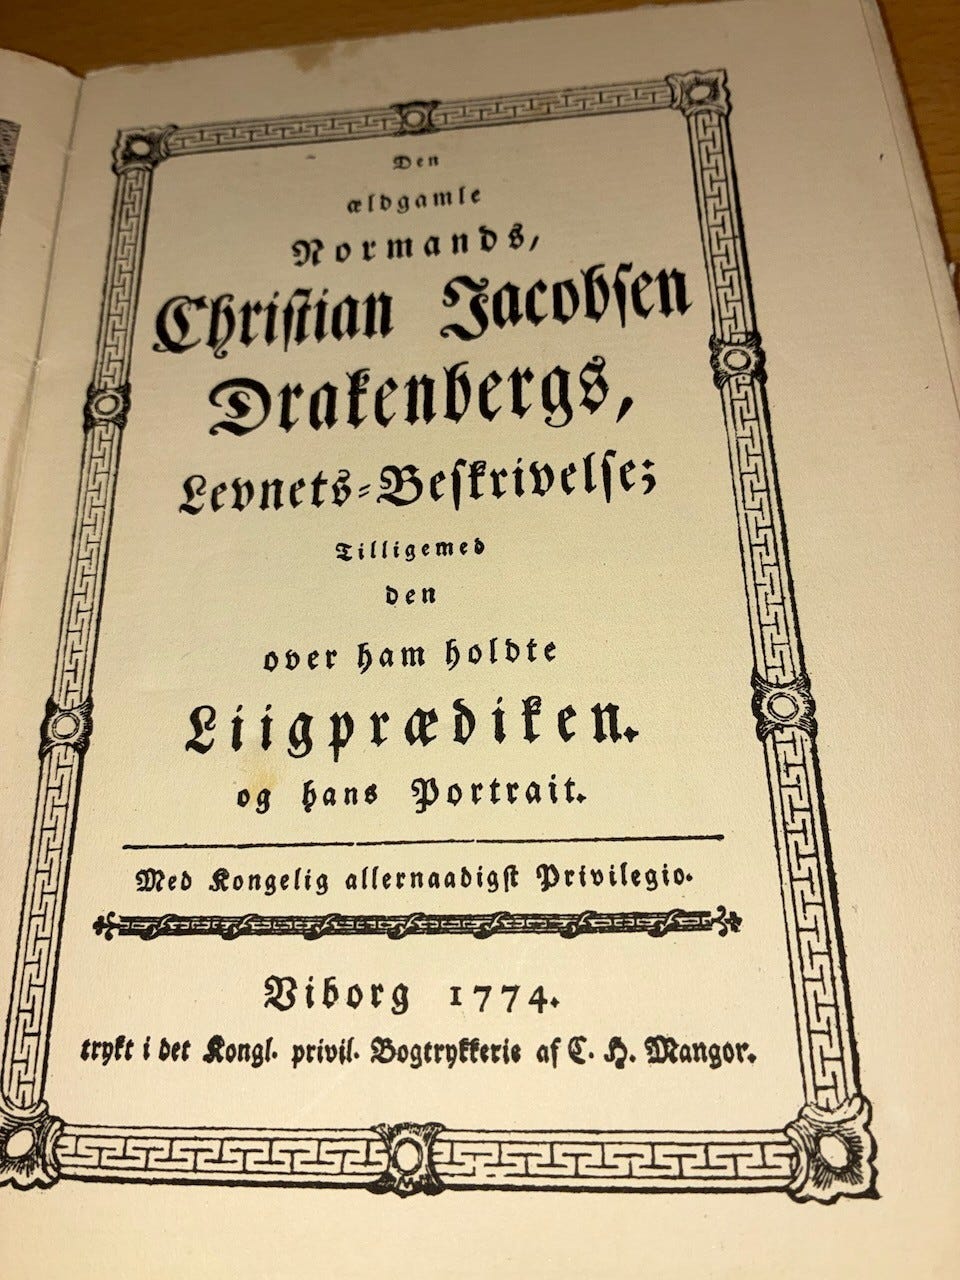 Den
ældgamle
Normands,
Christian Jacobsen
Drakenbergs,
Levnets-Beskrivelse;
Tilligemed
den
over ham holdte
Liigprædiken.
og hans Portrait.
Med Kongelig allernaadigst Privilegio.
Viborg 1774.
trykt i det Kongl. privil. Bogtrykkerie af C. H. Mangor.